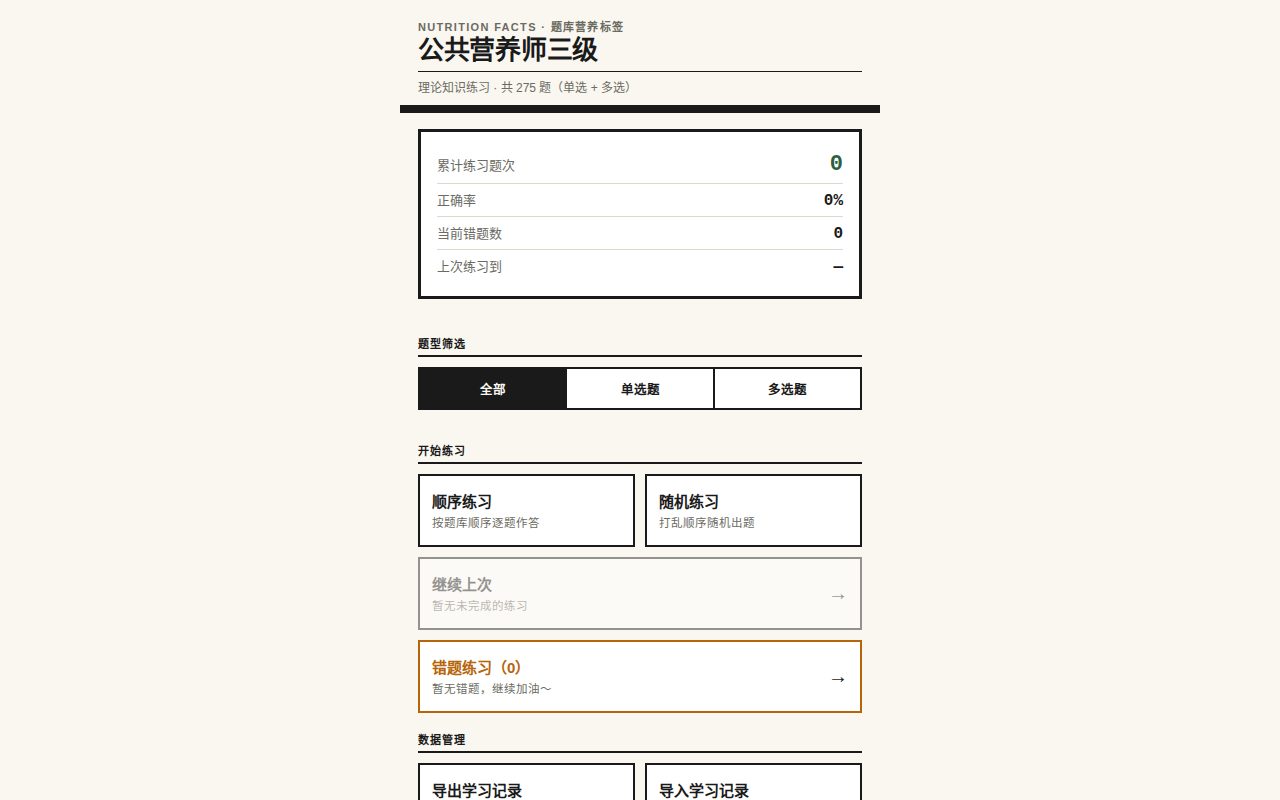 NUTRITION FACTS · 题库营养标签
公共营养师三级
理论知识练习 · 共 275 题（单选 + 多选）
累计练习题次 0
正确率 0%
当前错题数 0
上次练习到 —
题型筛选
全部 单选题 多选题
开始练习
顺序练习
按题库顺序逐题作答
随机练习
打乱顺序随机出题
继续上次
暂无未完成的练习 →
错题练习（0）
暂无错题，继续加油～ →
数据管理
导出学习记录 导入学习记录